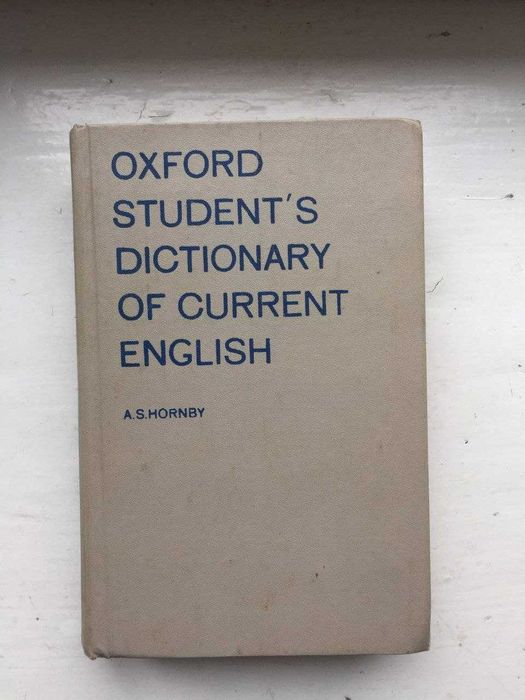 OXFORD
STUDENT'S
DICTIONARY
OF CURRENT
ENGLISH
A.S.HORNBY